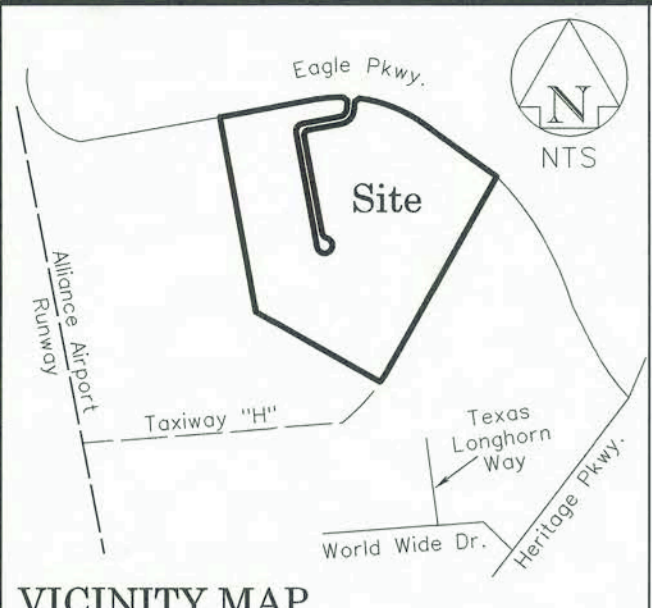 Eagle Pkwy.
N
NTS
Site
Alliance Airport
Runway
Taxiway "H"
Texas
Longhorn
Way
World Wide Dr.
Heritage Pkwy.
VICINITY MAP